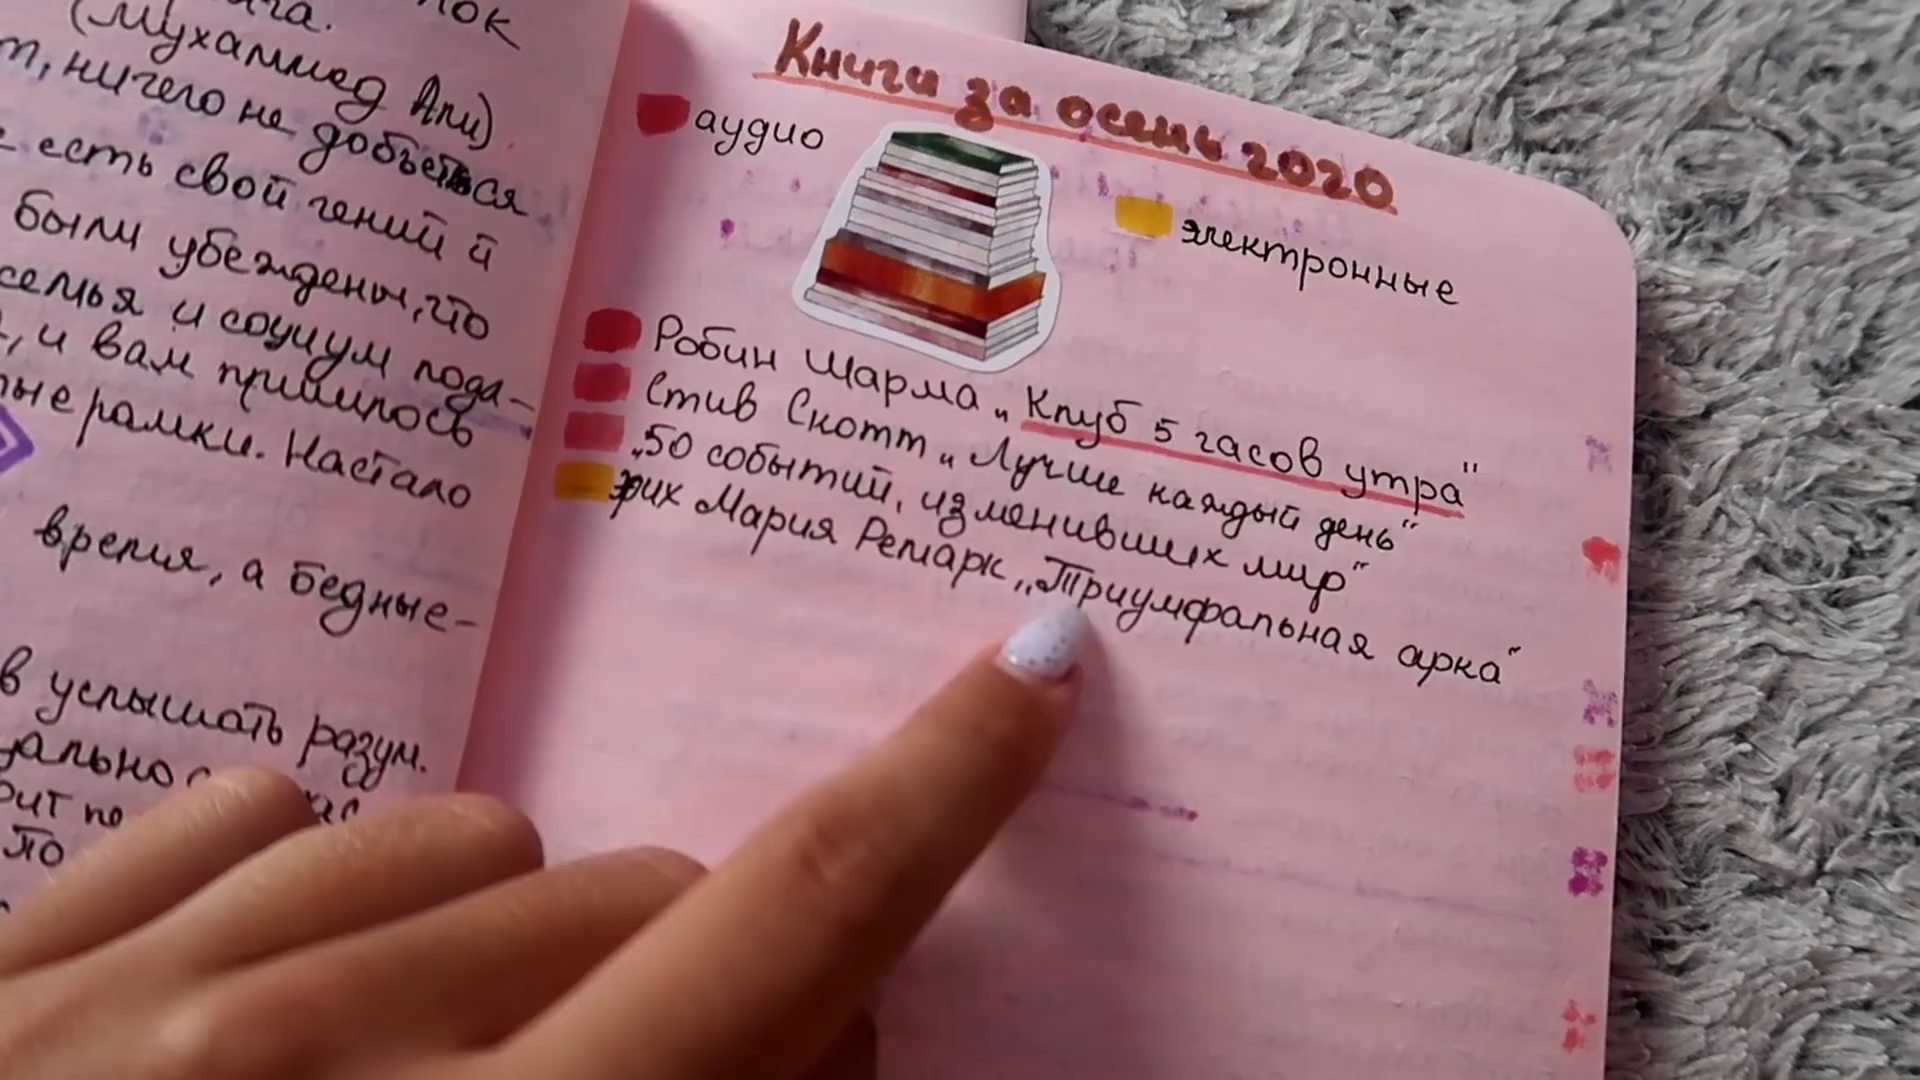 лок
(Мухаммед Али)
ничего не добьется
есть свой гений и
были убеждены, что
семья и социум пода-
и вам пришлось
рамки. Настало
время, а бедные-
в услышать разум.
то
Книги за осень 2020
аудио
электронные
Робин Шарма „Клуб 5 часов утра"
Стив Скотт „Лучше каждый день"
„50 событий, изменивших мир"
Эрих Мария Ремарк „Триумфальная арка"